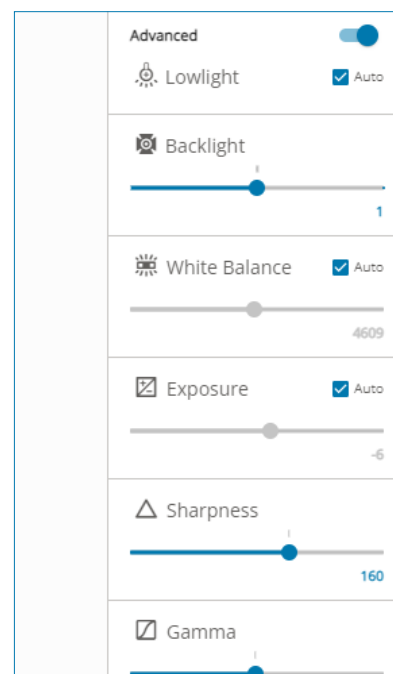 Advanced
Lowlight Auto
Backlight
1
White Balance Auto
4609
Exposure Auto
-6
Sharpness
160
Gamma